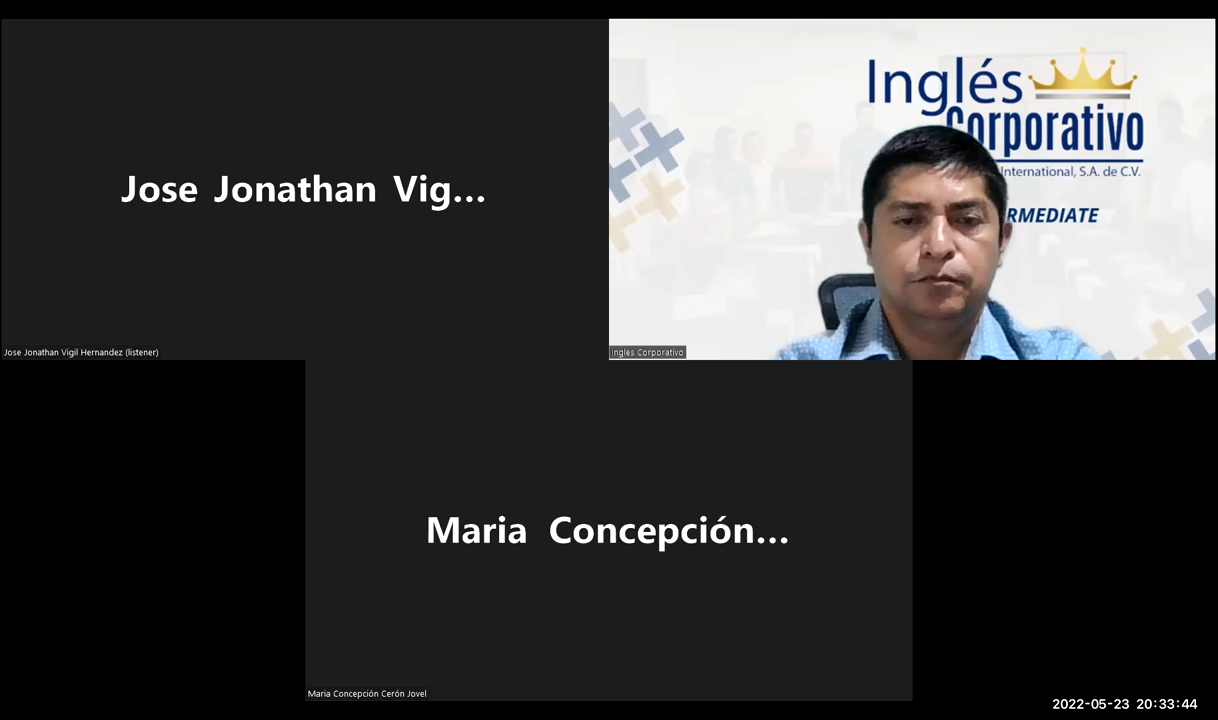 Jose Jonathan Vig...
Jose Jonathan Vigil Hernandez (listener)
Inglés
Corporativo
International, S.A. de C.V.
RMEDIATE
Ingles Corporativo
Maria Concepción...
Maria Concepción Cerón Jovel
2022-05-23 20:33:44